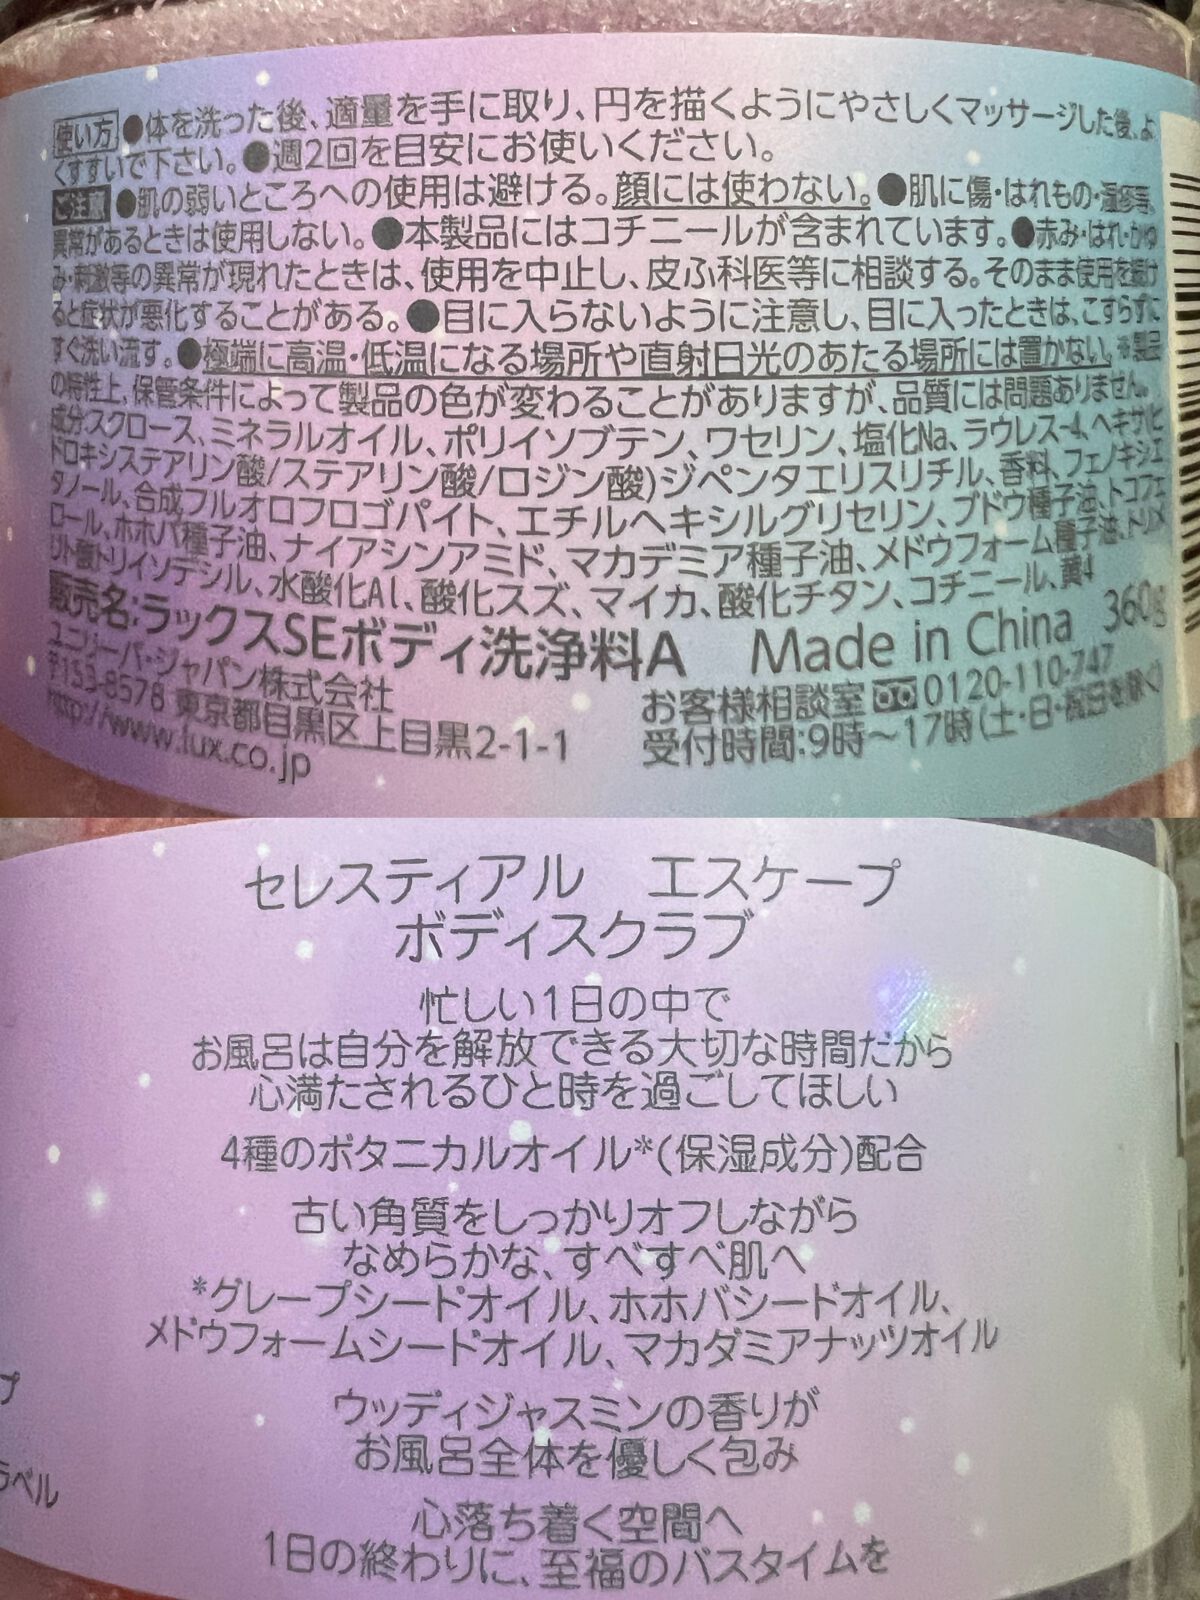 使い方 ●体を洗った後、適量を手に取り、円を描くようにやさしくマッサージした後、よ
くすすいで下さい。●週2回を目安にお使いください。
ご注意 ●肌の弱いところへの使用は避ける。顔には使わない。●肌に傷・はれもの・湿疹等、
異常があるときは使用しない。●本製品にはコチニールが含まれています。●赤み・はれ・かゆ
み・刺激等の異常が現れたときは、使用を中止し、皮ふ科医等に相談する。そのまま使用を続け
ると症状が悪化することがある。●目に入らないように注意し、目に入ったときは、こすらずに
すぐ洗い流す。●極端に高温・低温になる場所や直射日光のあたる場所には置かない。※製品
の特性上、保管条件によって製品の色が変わることがありますが、品質には問題ありません。
成分:スクロース、ミネラルオイル、ポリイソブテン、ワセリン、塩化Na、ラウレス-4、ヘキサ(ヒ
ドロキシステアリン酸/ステアリン酸/ロジン酸)ジペンタエリスリチル、香料、フェノキシエ
タノール、合成フルオロフロゴパイト、エチルヘキシルグリセリン、ブドウ種子油、トコフェ
ロール、ホホバ種子油、ナイアシンアミド、マカデミア種子油、メドウフォーム種子油、トリメ
リト酸トリイソデシル、水酸化Al、酸化スズ、マイカ、酸化チタン、コチニール、黄4
販売名:ラックスSEボディ洗浄料A Made in China 360g
ユニリーバ・ジャパン株式会社
〒153-8578 東京都目黒区上目黒2-1-1
http://www.lux.co.jp
お客様相談室 0120-110-747
受付時間:9時～17時(土・日・祝日を除く)
セレスティアル エスケープ
ボディスクラブ
忙しい1日の中で
お風呂は自分を解放できる大切な時間だから
心満たされるひと時を過ごしてほしい
4種のボタニカルオイル*(保湿成分)配合
古い角質をしっかりオフしながら
なめらかな、すべすべ肌へ
*グレープシードオイル、ホホバシードオイル、
メドウフォームシードオイル、マカダミアナッツオイル
プ
ラベル
ウッディジャスミンの香りが
お風呂全体を優しく包み
心落ち着く空間へ
1日の終わりに、至福のバスタイムを